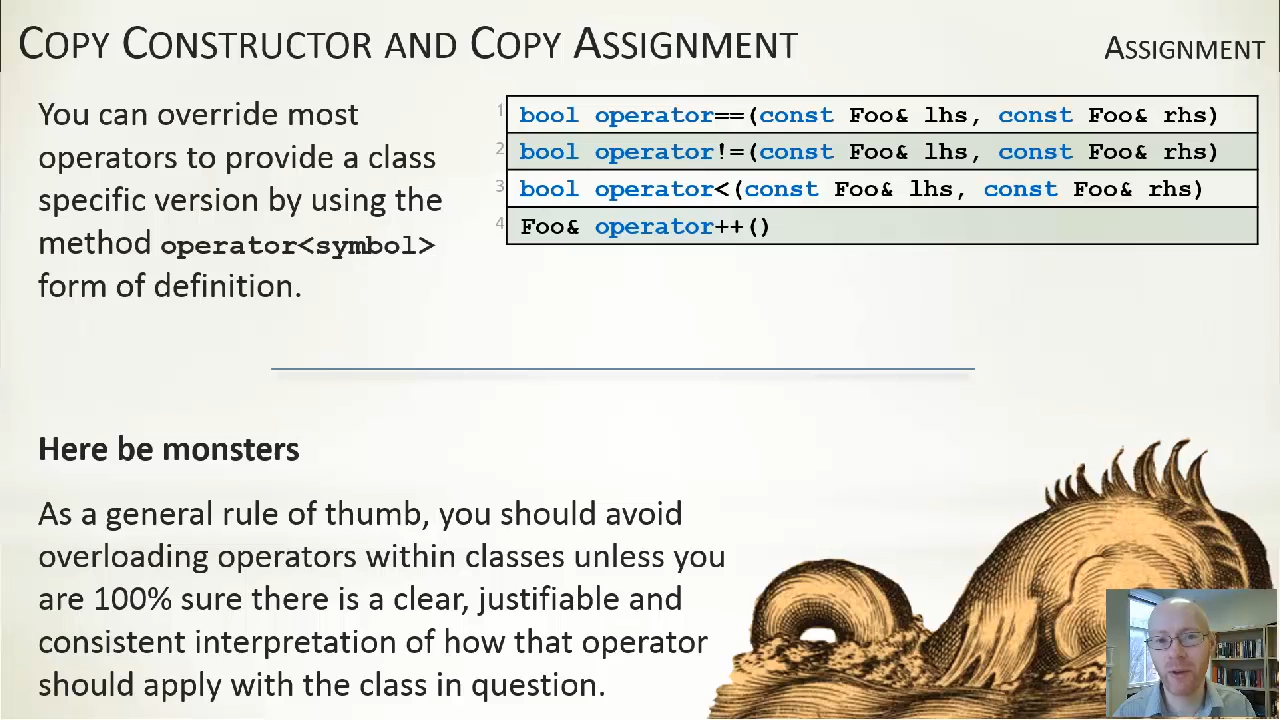 COPY CONSTRUCTOR AND COPY ASSIGNMENT
ASSIGNMENT
You can override most
operators to provide a class
specific version by using the
method operator<symbol>
form of definition.
1 bool operator==(const Foo& lhs, const Foo& rhs)
2 bool operator!=(const Foo& lhs, const Foo& rhs)
3 bool operator<(const Foo& lhs, const Foo& rhs)
4 Foo& operator++()
Here be monsters
As a general rule of thumb, you should avoid
overloading operators within classes unless you
are 100% sure there is a clear, justifiable and
consistent interpretation of how that operator
should apply with the class in question.